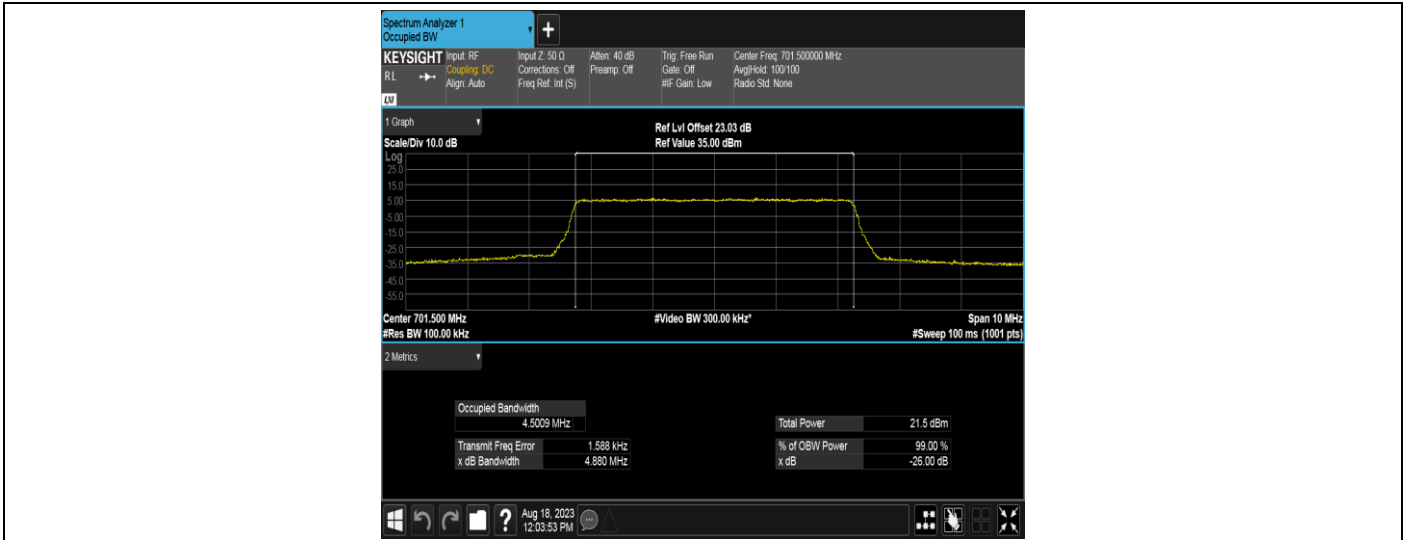 Spectrum Analyzer 1
Occupied BW
+
KEYSIGHT
RL
LXI
Input: RF
Coupling: DC
Align: Auto
Input Z: 50 Ω
Corrections: Off
Freq Ref: Int (S)
Atten: 40 dB
Preamp: Off
Trig: Free Run
Gate: Off
#IF Gain: Low
Center Freq: 701.500000 MHz
Avg|Hold: 100/100
Radio Std: None
1 Graph
Scale/Div 10.0 dB
Ref Lvl Offset 23.03 dB
Ref Value 35.00 dBm
Log
25.0
15.0
5.00
-5.00
-15.0
-25.0
-35.0
-45.0
-55.0
Center 701.500 MHz
#Res BW 100.00 kHz
#Video BW 300.00 kHz*
Span 10 MHz
#Sweep 100 ms (1001 pts)
2 Metrics
Occupied Bandwidth
4.5009 MHz
Transmit Freq Error 1.588 kHz
x dB Bandwidth 4.880 MHz
Total Power 21.5 dBm
% of OBW Power 99.00 %
x dB -26.00 dB
?
Aug 18, 2023
12:03:53 PM